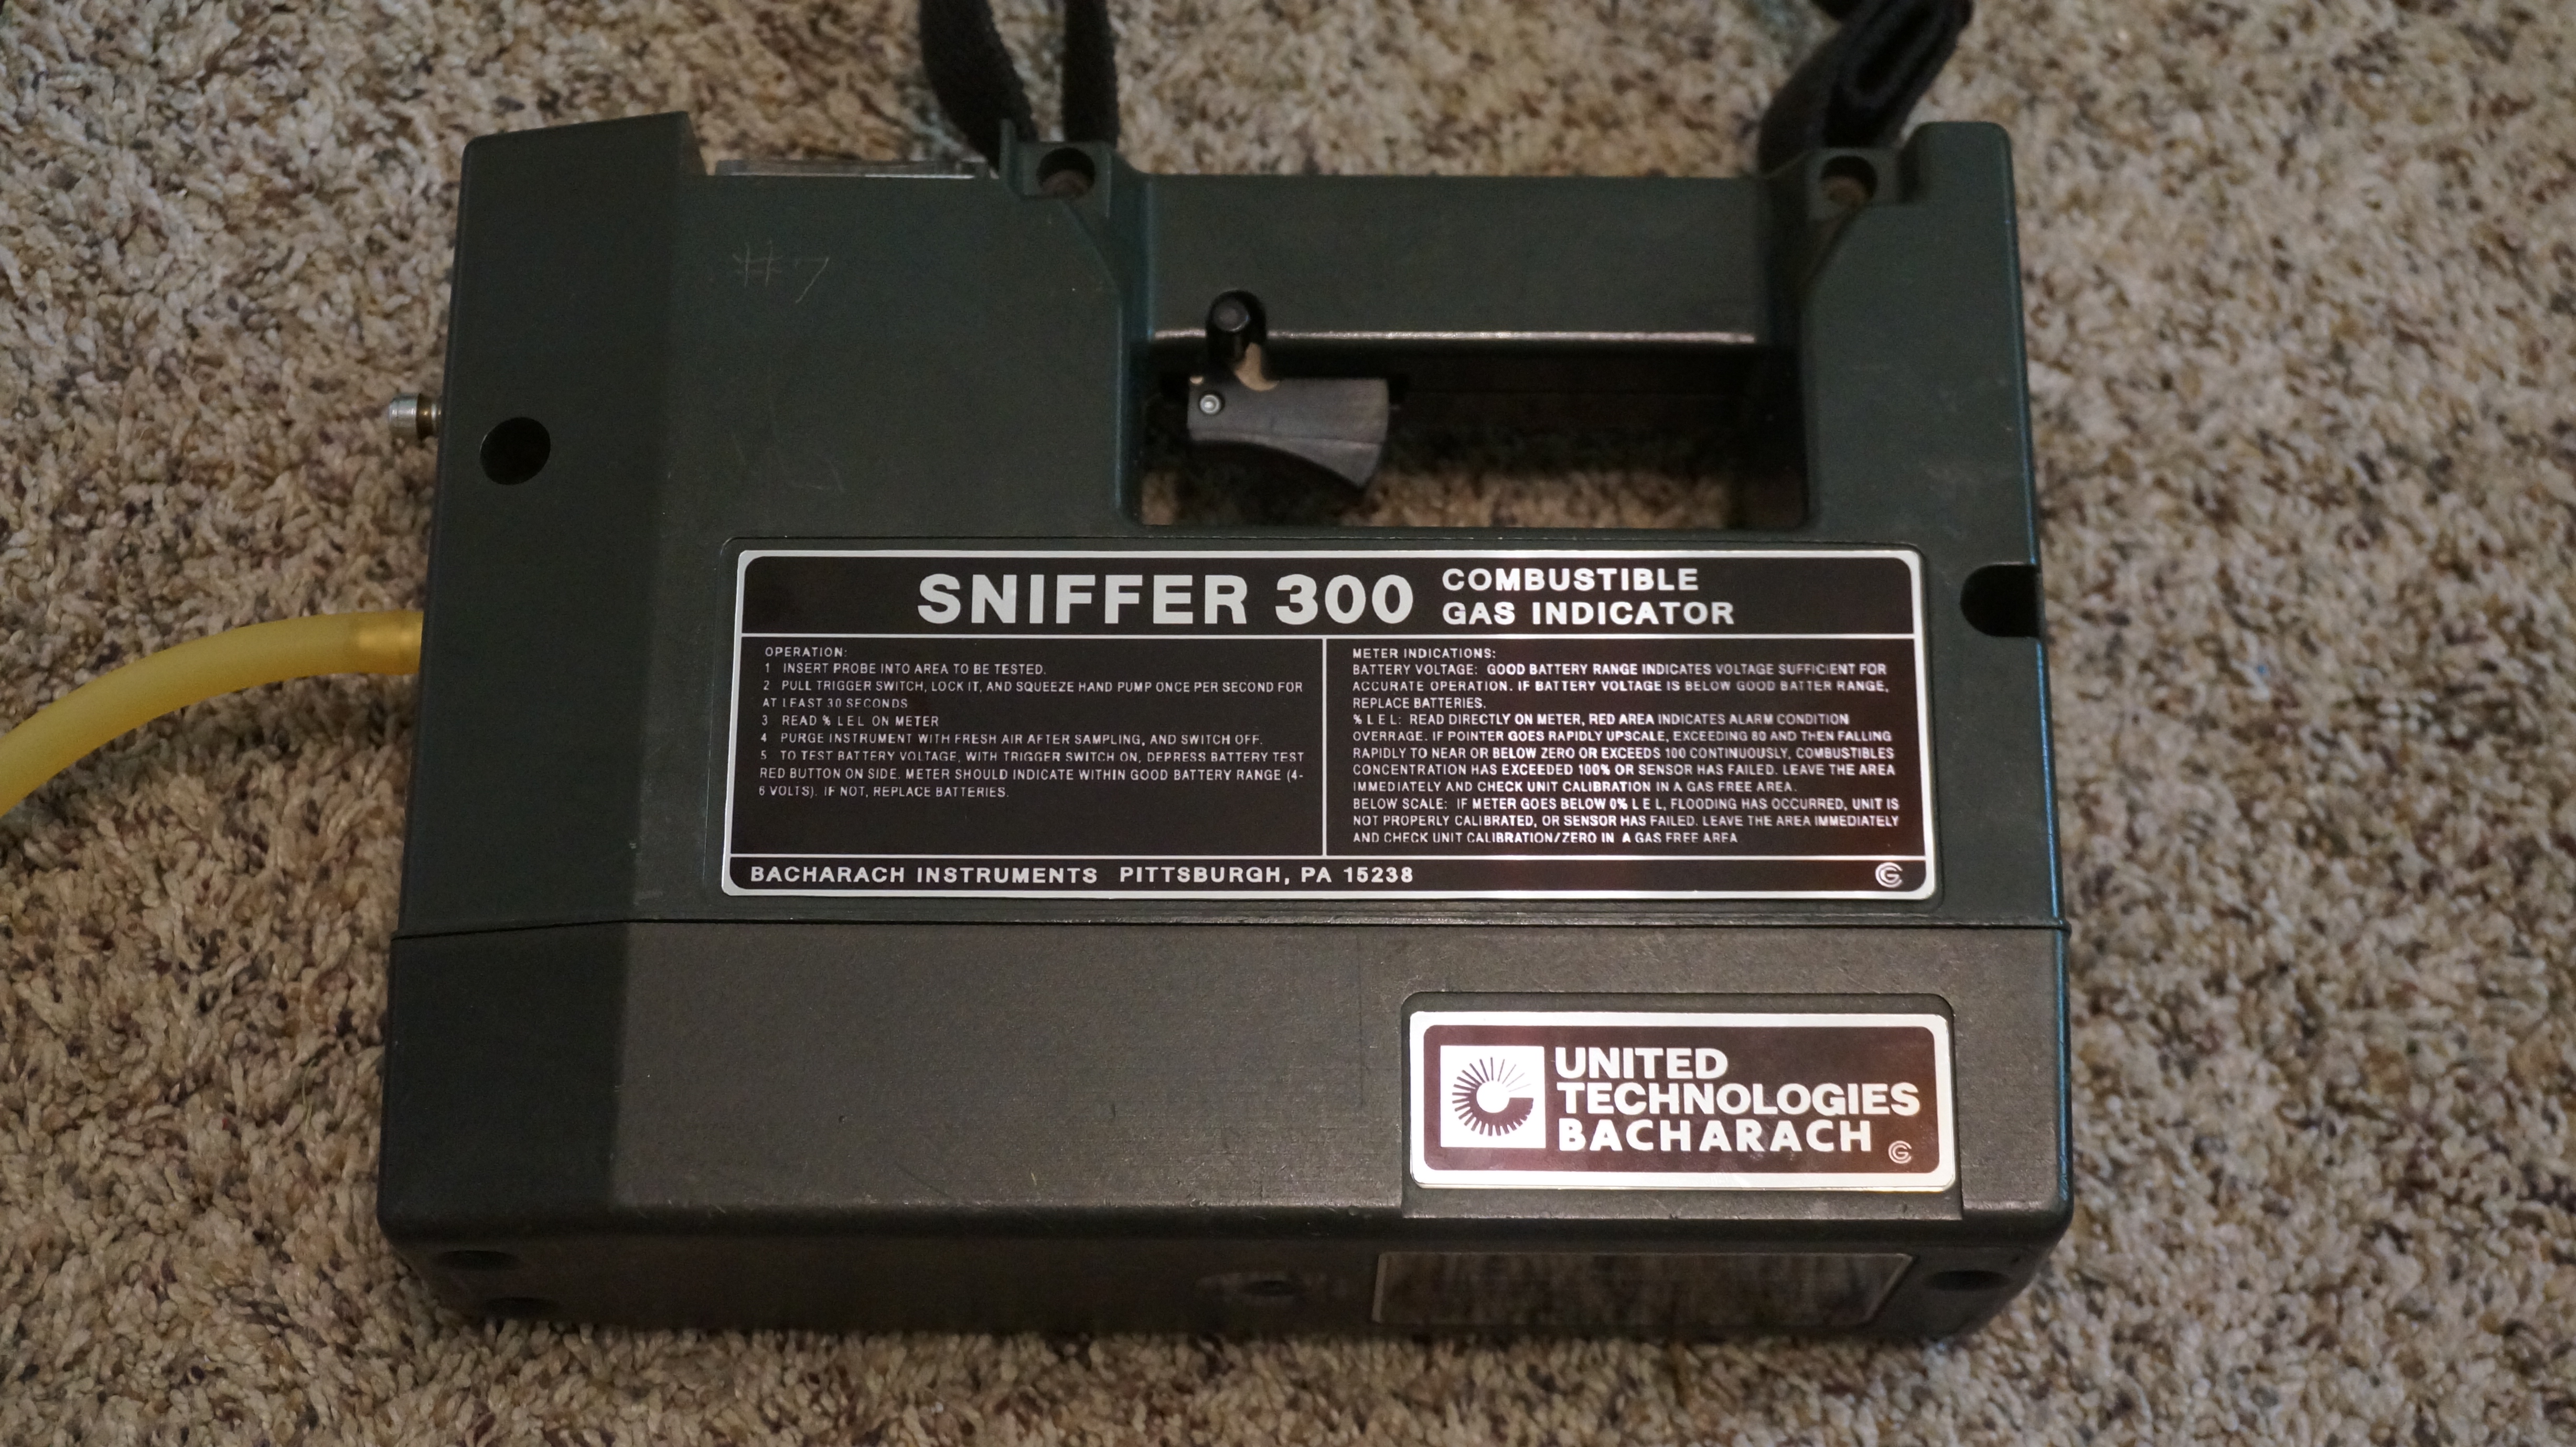 #7
SNIFFER 300 COMBUSTIBLE
GAS INDICATOR
OPERATION:
1 INSERT PROBE INTO AREA TO BE TESTED.
2 PULL TRIGGER SWITCH, LOCK IT, AND SQUEEZE HAND PUMP ONCE PER SECOND FOR
AT LEAST 30 SECONDS
3 READ % L E L ON METER
4 PURGE INSTRUMENT WITH FRESH AIR AFTER SAMPLING, AND SWITCH OFF.
5 TO TEST BATTERY VOLTAGE, WITH TRIGGER SWITCH ON, DEPRESS BATTERY TEST
RED BUTTON ON SIDE. METER SHOULD INDICATE WITHIN GOOD BATTERY RANGE (4-
6 VOLTS). IF NOT, REPLACE BATTERIES.
METER INDICATIONS:
BATTERY VOLTAGE: GOOD BATTERY RANGE INDICATES VOLTAGE SUFFICIENT FOR
ACCURATE OPERATION. IF BATTERY VOLTAGE IS BELOW GOOD BATTER RANGE,
REPLACE BATTERIES.
% L E L: READ DIRECTLY ON METER, RED AREA INDICATES ALARM CONDITION
OVERRAGE. IF POINTER GOES RAPIDLY UPSCALE, EXCEEDING 80 AND THEN FALLING
RAPIDLY TO NEAR OR BELOW ZERO OR EXCEEDS 100 CONTINUOUSLY, COMBUSTIBLES
CONCENTRATION HAS EXCEEDED 100% OR SENSOR HAS FAILED. LEAVE THE AREA
IMMEDIATELY AND CHECK UNIT CALIBRATION IN A GAS FREE AREA.
BELOW SCALE: IF METER GOES BELOW 0% L E L, FLOODING HAS OCCURRED, UNIT IS
NOT PROPERLY CALIBRATED, OR SENSOR HAS FAILED. LEAVE THE AREA IMMEDIATELY
AND CHECK UNIT CALIBRATION/ZERO IN A GAS FREE AREA
BACHARACH INSTRUMENTS PITTSBURGH, PA 15238
UNITED
TECHNOLOGIES
BACHARACH